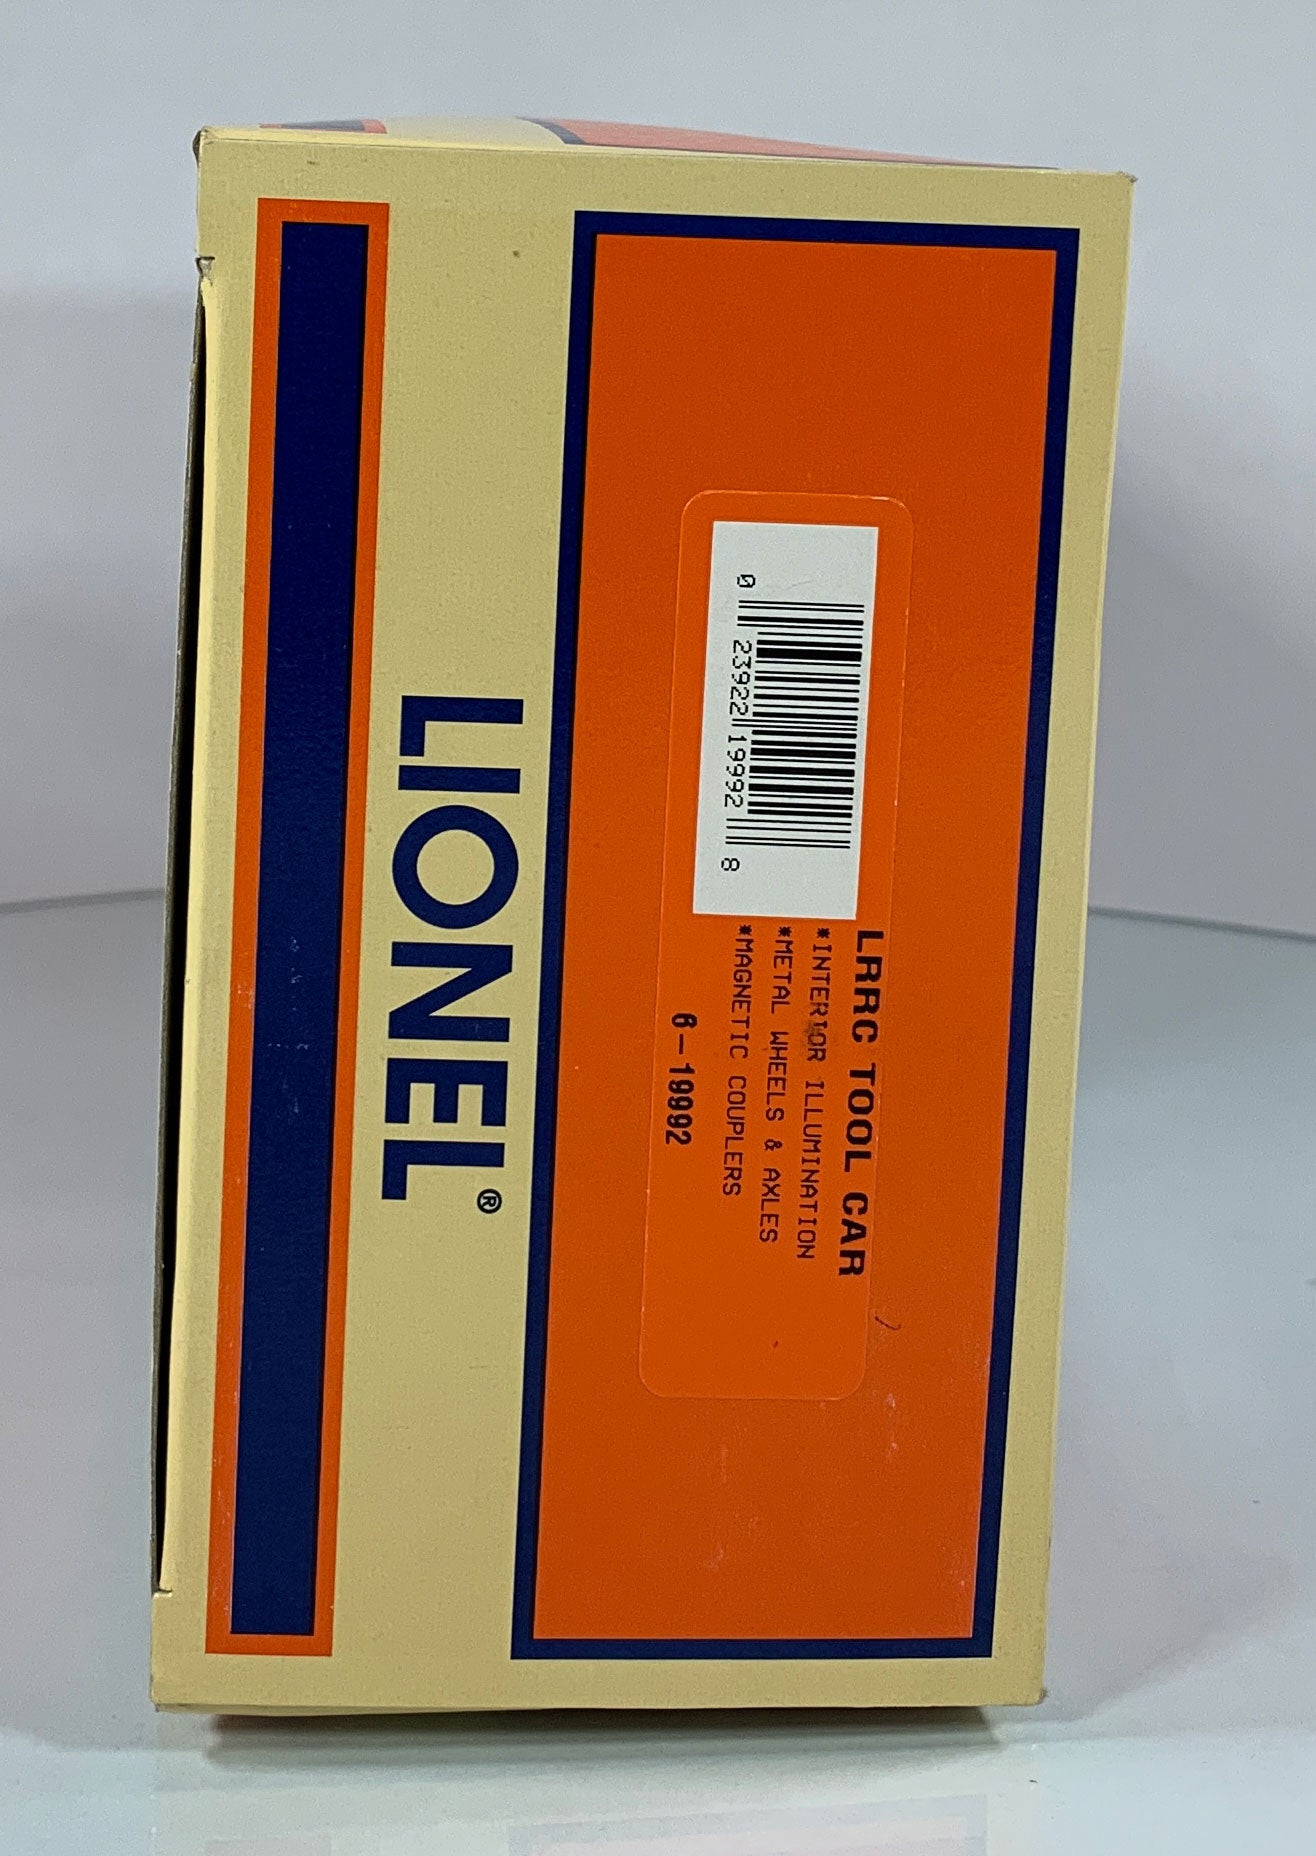 LIONEL®
0 23922 19992 8
LRRC TOOL CAR
*INTERIOR ILLUMINATION
*METAL WHEELS & AXLES
*MAGNETIC COUPLERS
6-19992